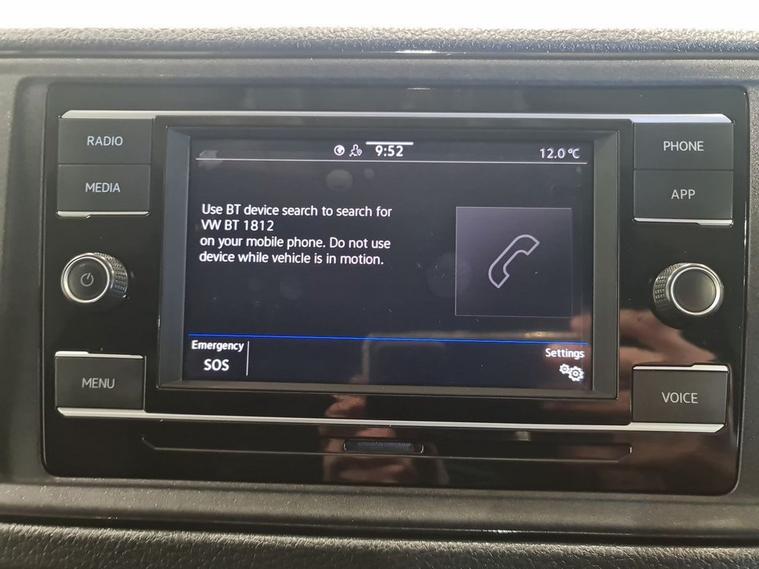 RADIO
MEDIA
MENU
PHONE
APP
VOICE
9:52
12.0 °C
Use BT device search to search for
VW BT 1812
on your mobile phone. Do not use
device while vehicle is in motion.
Emergency
SOS
Settings